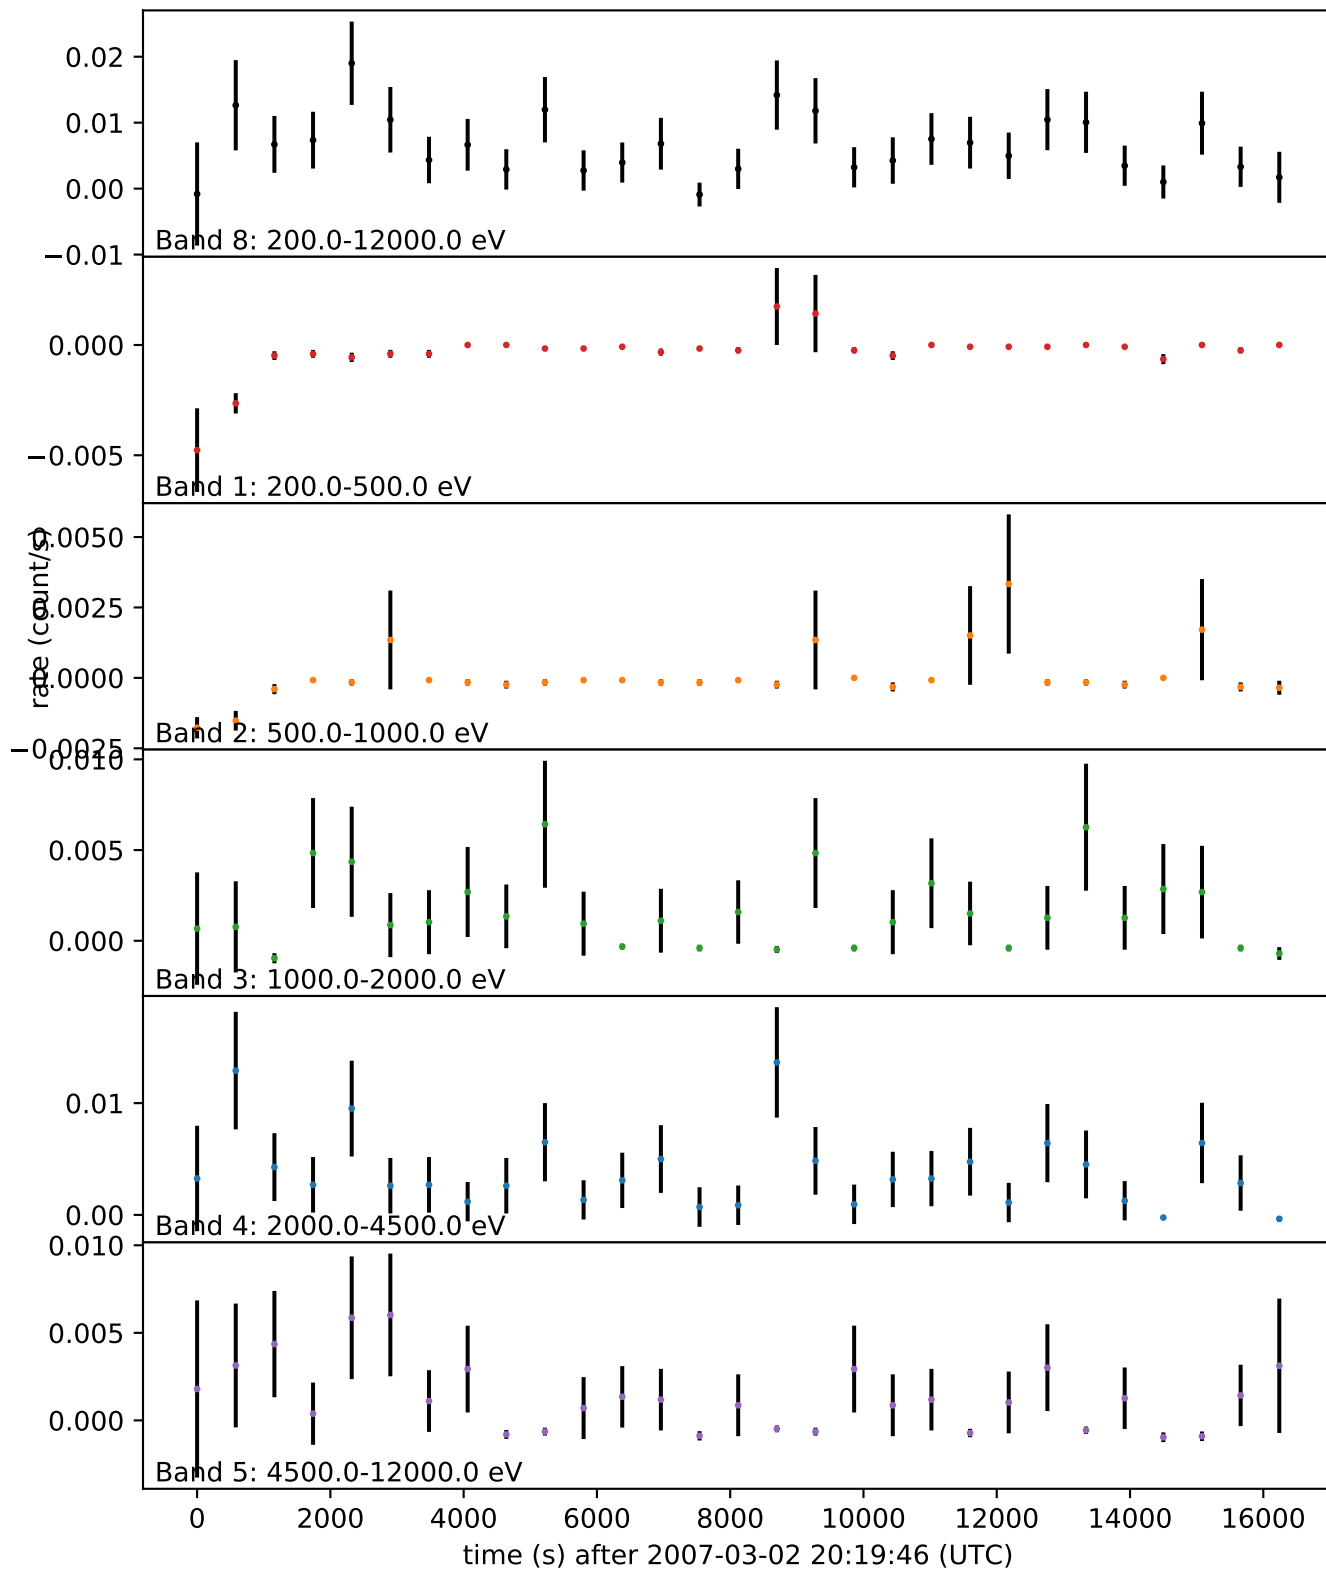 0.02
0.01
0.00
−0.01
Band 8: 200.0-12000.0 eV
0.000
−0.005
Band 1: 200.0-500.0 eV
rate (count/s)
0.0050
0.0025
0.0000
−0.0025
Band 2: 500.0-1000.0 eV
0.010
0.005
0.000
Band 3: 1000.0-2000.0 eV
0.01
0.00
Band 4: 2000.0-4500.0 eV
0.010
0.005
0.000
Band 5: 4500.0-12000.0 eV
0 2000 4000 6000 8000 10000 12000 14000 16000
time (s) after 2007-03-02 20:19:46 (UTC)